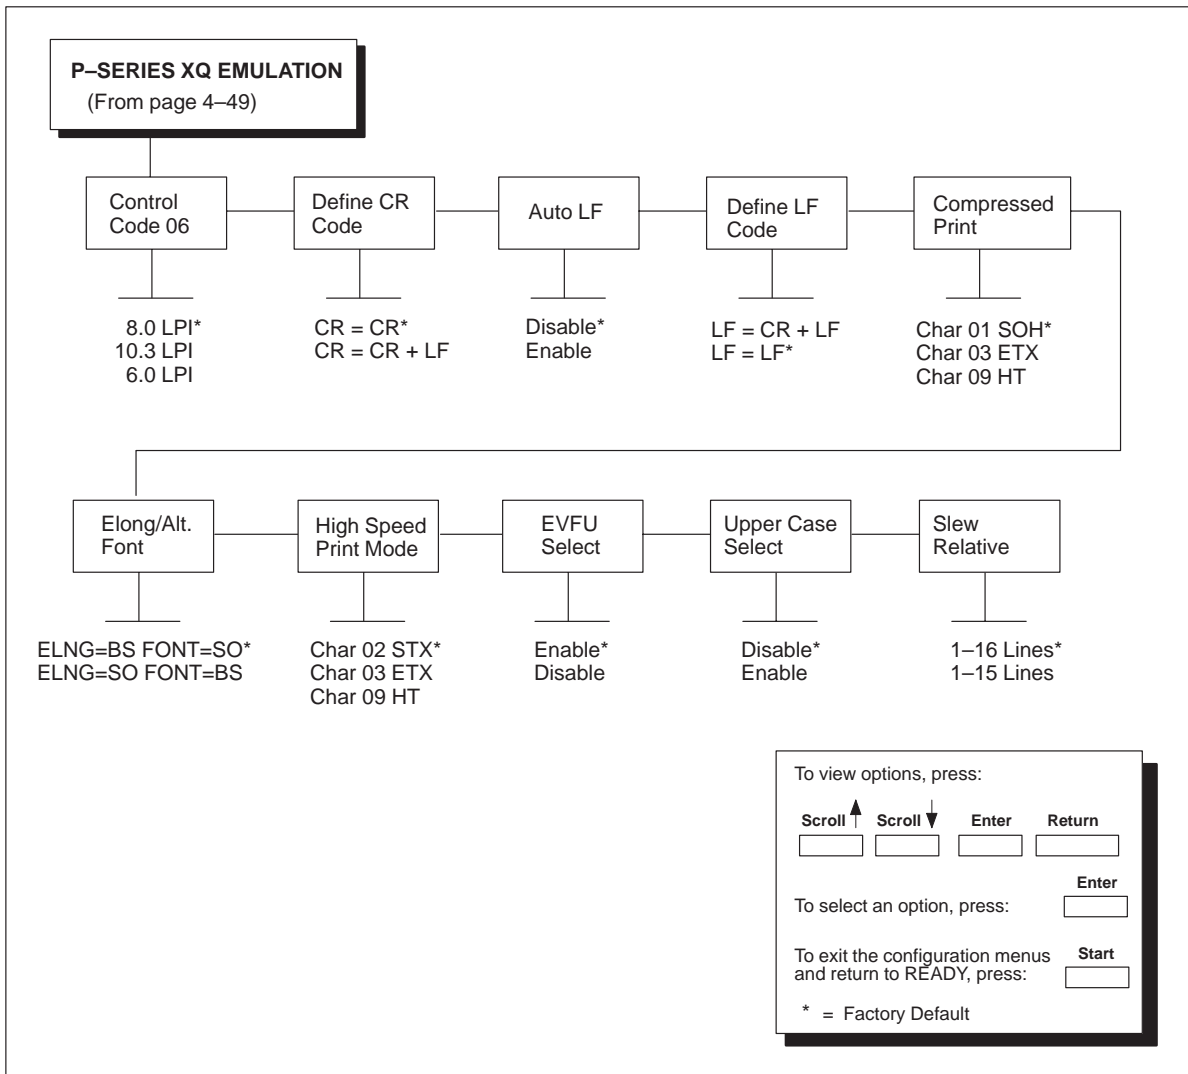 P–SERIES XQ EMULATION
(From page 4–49)
Control
Code 06
Define CR
Code
Auto LF
Define LF
Code
Compressed
Print
8.0 LPI*
10.3 LPI
6.0 LPI
CR = CR*
CR = CR + LF
Disable*
Enable
LF = CR + LF
LF = LF*
Char 01 SOH*
Char 03 ETX
Char 09 HT
Elong/Alt.
Font
High Speed
Print Mode
EVFU
Select
Upper Case
Select
Slew
Relative
ELNG=BS FONT=SO*
ELNG=SO FONT=BS
Char 02 STX*
Char 03 ETX
Char 09 HT
Enable*
Disable
Disable*
Enable
1–16 Lines*
1–15 Lines
To view options, press:
Scroll Scroll Enter Return
Enter
To select an option, press:
To exit the configuration menus
and return to READY, press:
Start
* = Factory Default